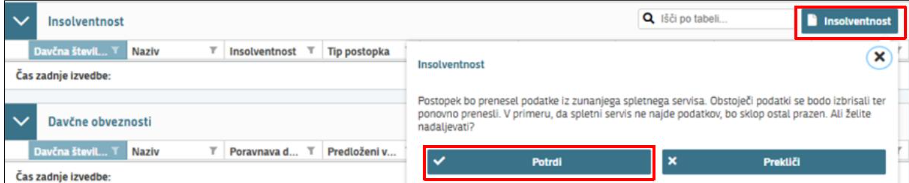 Insolventnost
Išči po tabeli...
Insolventnost
Davčna števil...
Naziv
Insolventnost
Tip postopka
Čas zadnje izvedbe:
Insolventnost
Postopek bo prenesel podatke iz zunanjega spletnega servisa. Obstoječi podatki se bodo izbrisali ter
ponovno prenesli. V primeru, da spletni servis ne najde podatkov, bo sklop ostal prazen. Ali želite
nadaljevati?
Potrdi
Prekliči
Davčne obveznosti
Davčna števil...
Naziv
Poravnava d...
Predloženi v...
Čas zadnje izvedbe: